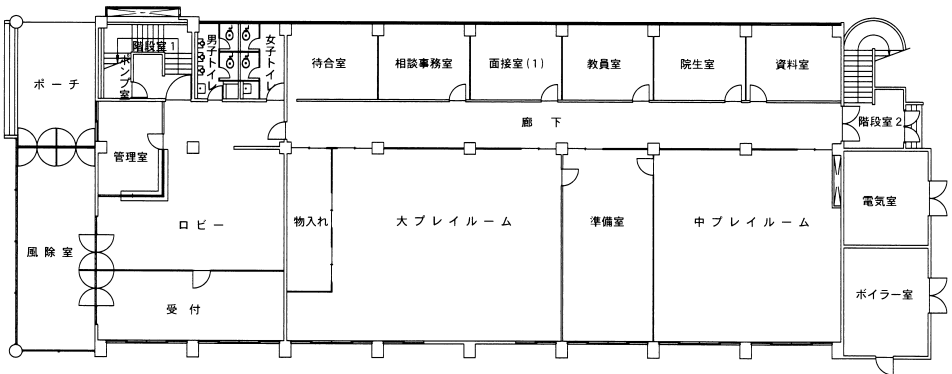 階段室1
ポンプ室
男子トイレ
女子トイレ
待合室
相談事務室
面接室(1)
教員室
院生室
資料室
ポーチ
廊下
階段室2
管理室
ロビー
物入れ
大プレイルーム
準備室
中プレイルーム
電気室
風除室
受付
ボイラー室